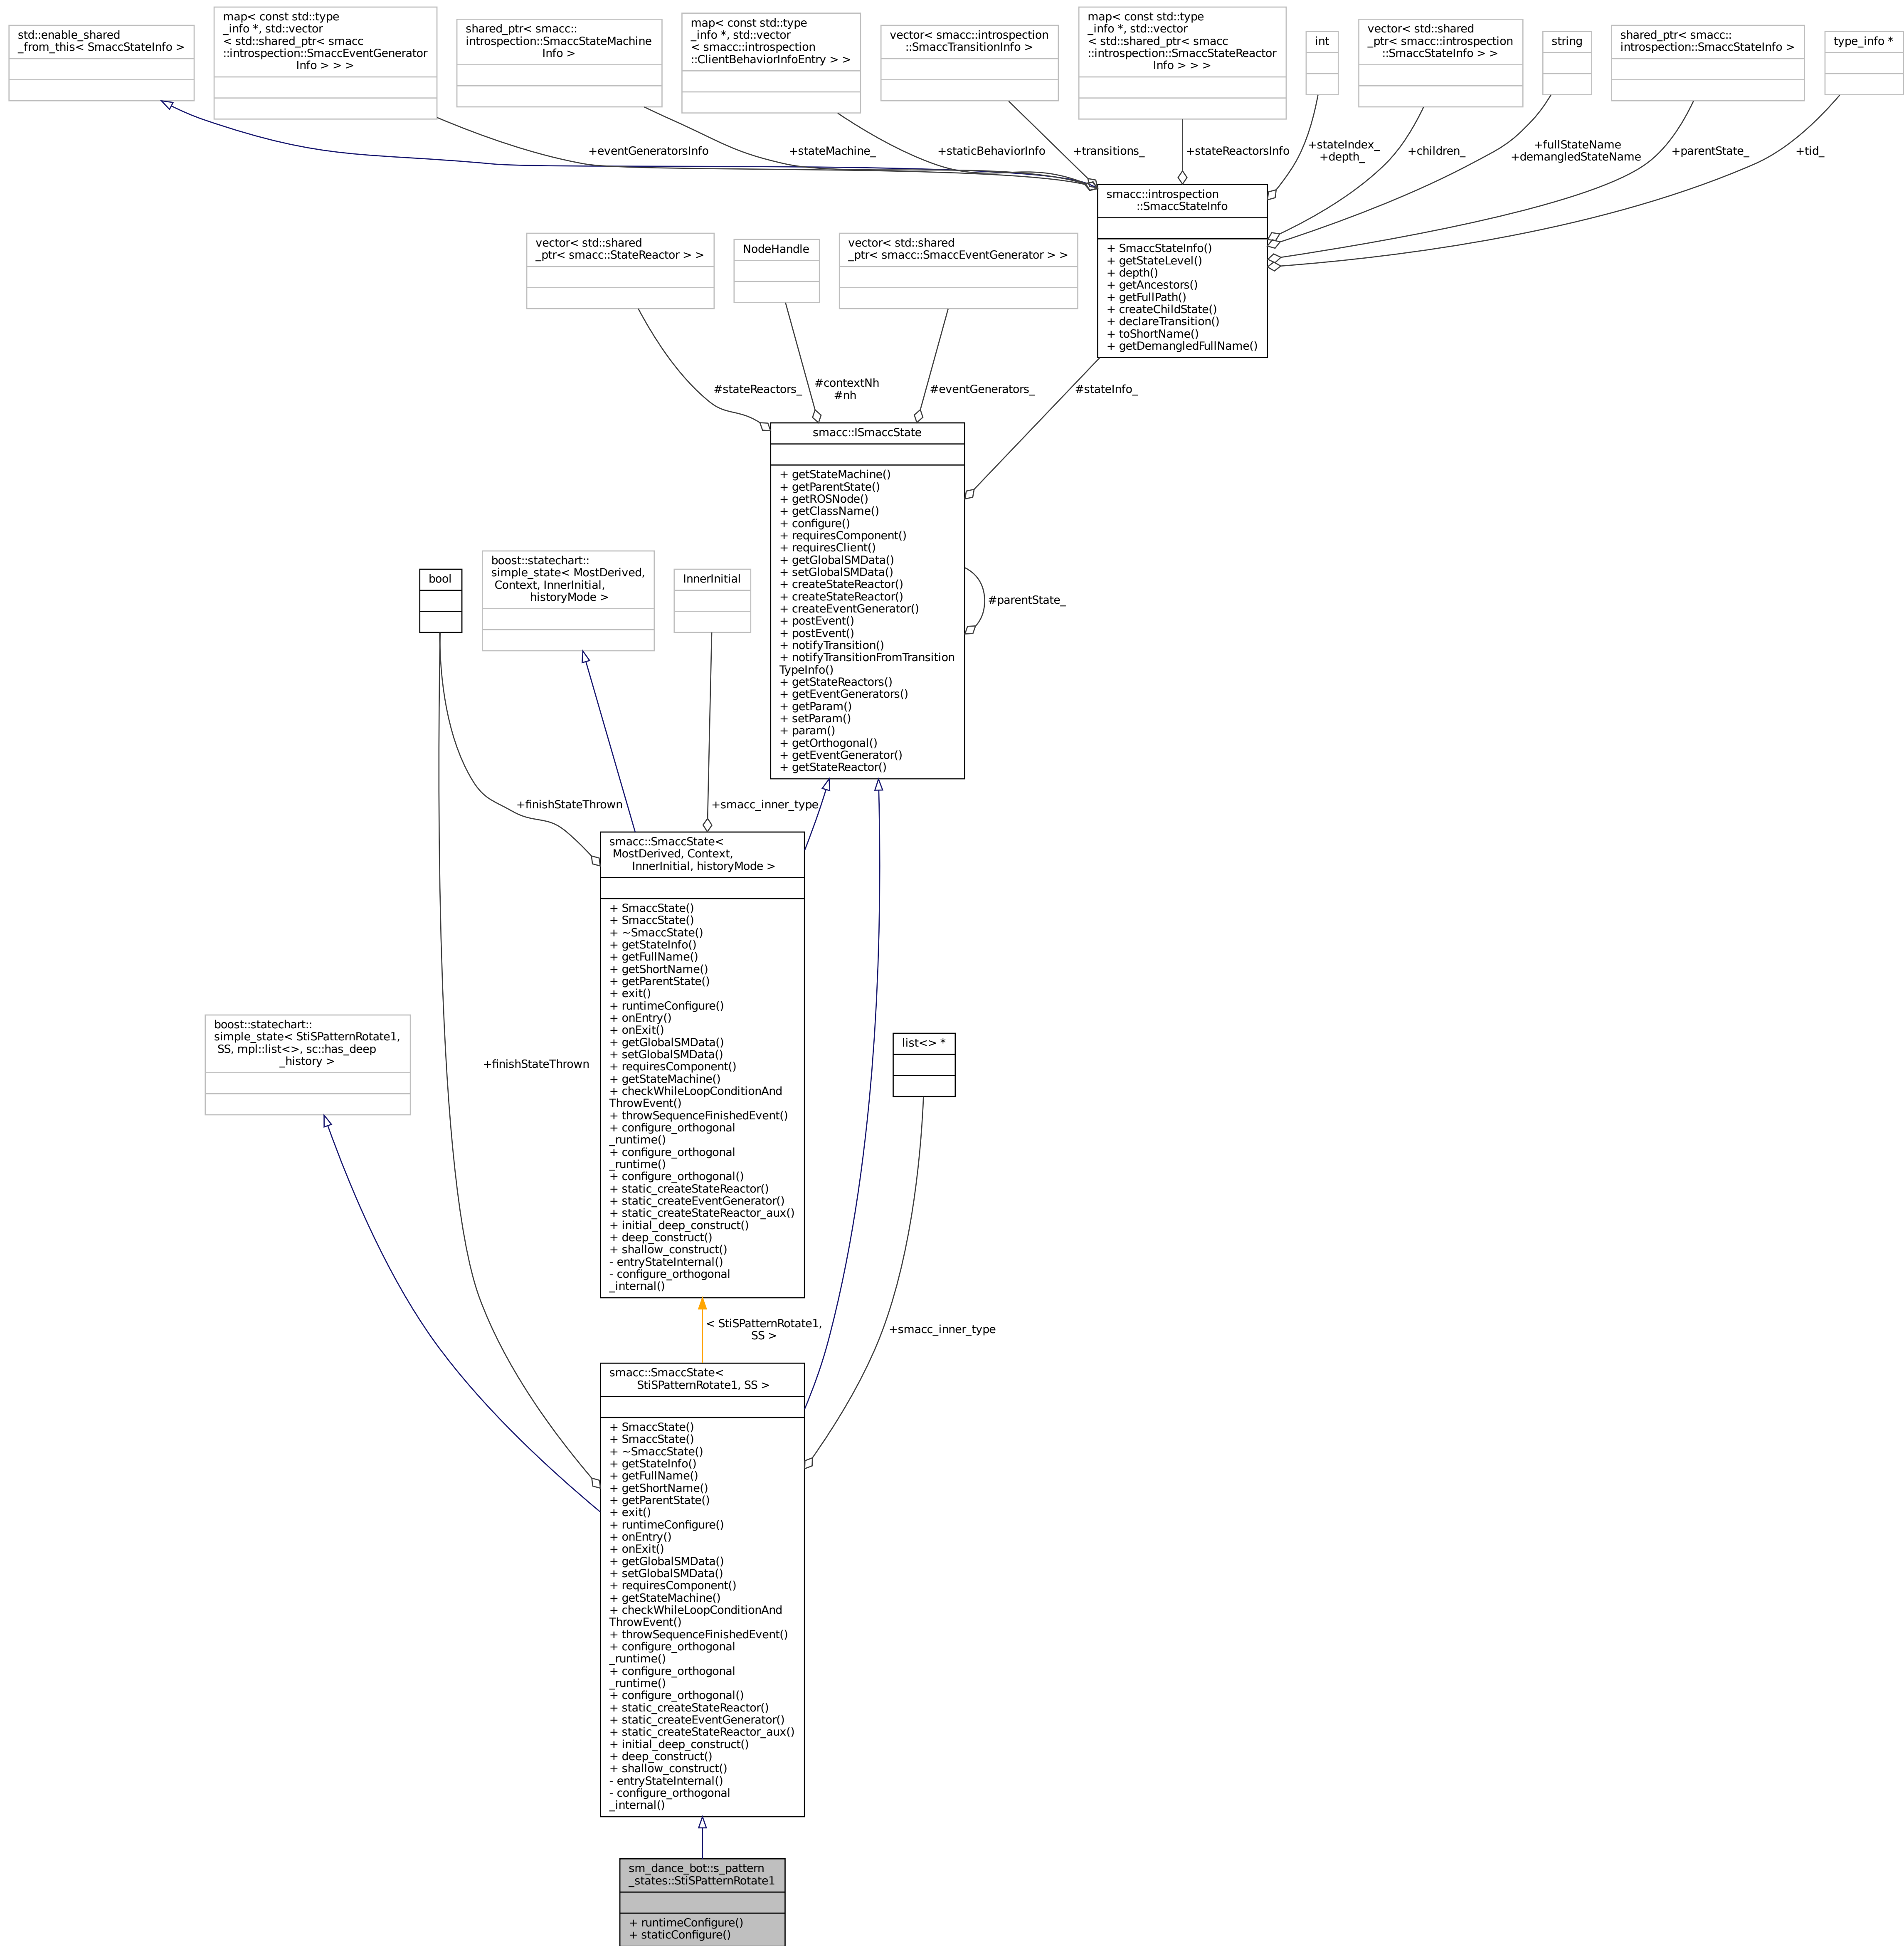 std::enable_shared
_from_this< SmaccStateInfo >
map< const std::type
_info *, std::vector
< std::shared_ptr< smacc
::introspection::SmaccEventGenerator
Info > > >
shared_ptr< smacc::
introspection::SmaccStateMachine
Info >
map< const std::type
_info *, std::vector
< smacc::introspection
::ClientBehaviorInfoEntry > >
vector< smacc::introspection
::SmaccTransitionInfo >
map< const std::type
_info *, std::vector
< std::shared_ptr< smacc
::introspection::SmaccStateReactor
Info > > >
int
vector< std::shared
_ptr< smacc::introspection
::SmaccStateInfo > >
string
shared_ptr< smacc::
introspection::SmaccStateInfo >
type_info *
+eventGeneratorsInfo
+stateMachine_
+staticBehaviorInfo
+transitions_
+stateReactorsInfo
+stateIndex_
+depth_
+children_
+fullStateName
+demangledStateName
+parentState_
+tid_
smacc::introspection
::SmaccStateInfo
+ SmaccStateInfo()
+ getStateLevel()
+ depth()
+ getAncestors()
+ getFullPath()
+ createChildState()
+ declareTransition()
+ toShortName()
+ getDemangledFullName()
vector< std::shared
_ptr< smacc::StateReactor > >
NodeHandle
vector< std::shared
_ptr< smacc::SmaccEventGenerator > >
#stateReactors_
#contextNh
#nh
#eventGenerators_
#stateInfo_
smacc::ISmaccState
+ getStateMachine()
+ getParentState()
+ getROSNode()
+ getClassName()
+ configure()
+ requiresComponent()
+ requiresClient()
+ getGlobalSMData()
+ setGlobalSMData()
+ createStateReactor()
+ createStateReactor()
+ createEventGenerator()
+ postEvent()
+ postEvent()
+ notifyTransition()
+ notifyTransitionFromTransition
TypeInfo()
+ getStateReactors()
+ getEventGenerators()
+ getParam()
+ setParam()
+ param()
+ getOrthogonal()
+ getEventGenerator()
+ getStateReactor()
#parentState_
bool
boost::statechart::
simple_state< MostDerived,
Context, InnerInitial,
historyMode >
InnerInitial
+finishStateThrown
+smacc_inner_type
smacc::SmaccState<
MostDerived, Context,
InnerInitial, historyMode >
+ SmaccState()
+ SmaccState()
+ ~SmaccState()
+ getStateInfo()
+ getFullName()
+ getShortName()
+ getParentState()
+ exit()
+ runtimeConfigure()
+ onEntry()
+ onExit()
+ getGlobalSMData()
+ setGlobalSMData()
+ requiresComponent()
+ getStateMachine()
+ checkWhileLoopConditionAnd
ThrowEvent()
+ throwSequenceFinishedEvent()
+ configure_orthogonal
_runtime()
+ configure_orthogonal
_runtime()
+ configure_orthogonal()
+ static_createStateReactor()
+ static_createEventGenerator()
+ static_createStateReactor_aux()
+ initial_deep_construct()
+ deep_construct()
+ shallow_construct()
- entryStateInternal()
- configure_orthogonal
_internal()
boost::statechart::
simple_state< StiSPatternRotate1,
SS, mpl::list<>, sc::has_deep
_history >
+finishStateThrown
list<> *
< StiSPatternRotate1,
SS >
+smacc_inner_type
smacc::SmaccState<
StiSPatternRotate1, SS >
+ SmaccState()
+ SmaccState()
+ ~SmaccState()
+ getStateInfo()
+ getFullName()
+ getShortName()
+ getParentState()
+ exit()
+ runtimeConfigure()
+ onEntry()
+ onExit()
+ getGlobalSMData()
+ setGlobalSMData()
+ requiresComponent()
+ getStateMachine()
+ checkWhileLoopConditionAnd
ThrowEvent()
+ throwSequenceFinishedEvent()
+ configure_orthogonal
_runtime()
+ configure_orthogonal
_runtime()
+ configure_orthogonal()
+ static_createStateReactor()
+ static_createEventGenerator()
+ static_createStateReactor_aux()
+ initial_deep_construct()
+ deep_construct()
+ shallow_construct()
- entryStateInternal()
- configure_orthogonal
_internal()
sm_dance_bot::s_pattern
_states::StiSPatternRotate1
+ runtimeConfigure()
+ staticConfigure()